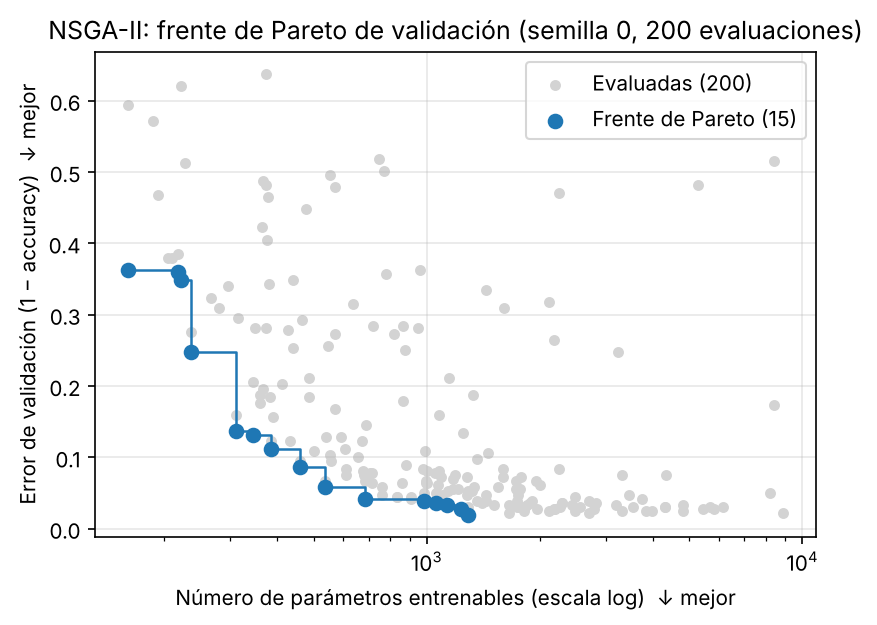 NSGA-II: frente de Pareto de validación (semilla 0, 200 evaluaciones)
Evaluadas (200)
Frente de Pareto (15)
Error de validación (1 − accuracy) ↓ mejor
0.6
0.5
0.4
0.3
0.2
0.1
0.0
10³
10⁴
Número de parámetros entrenables (escala log) ↓ mejor